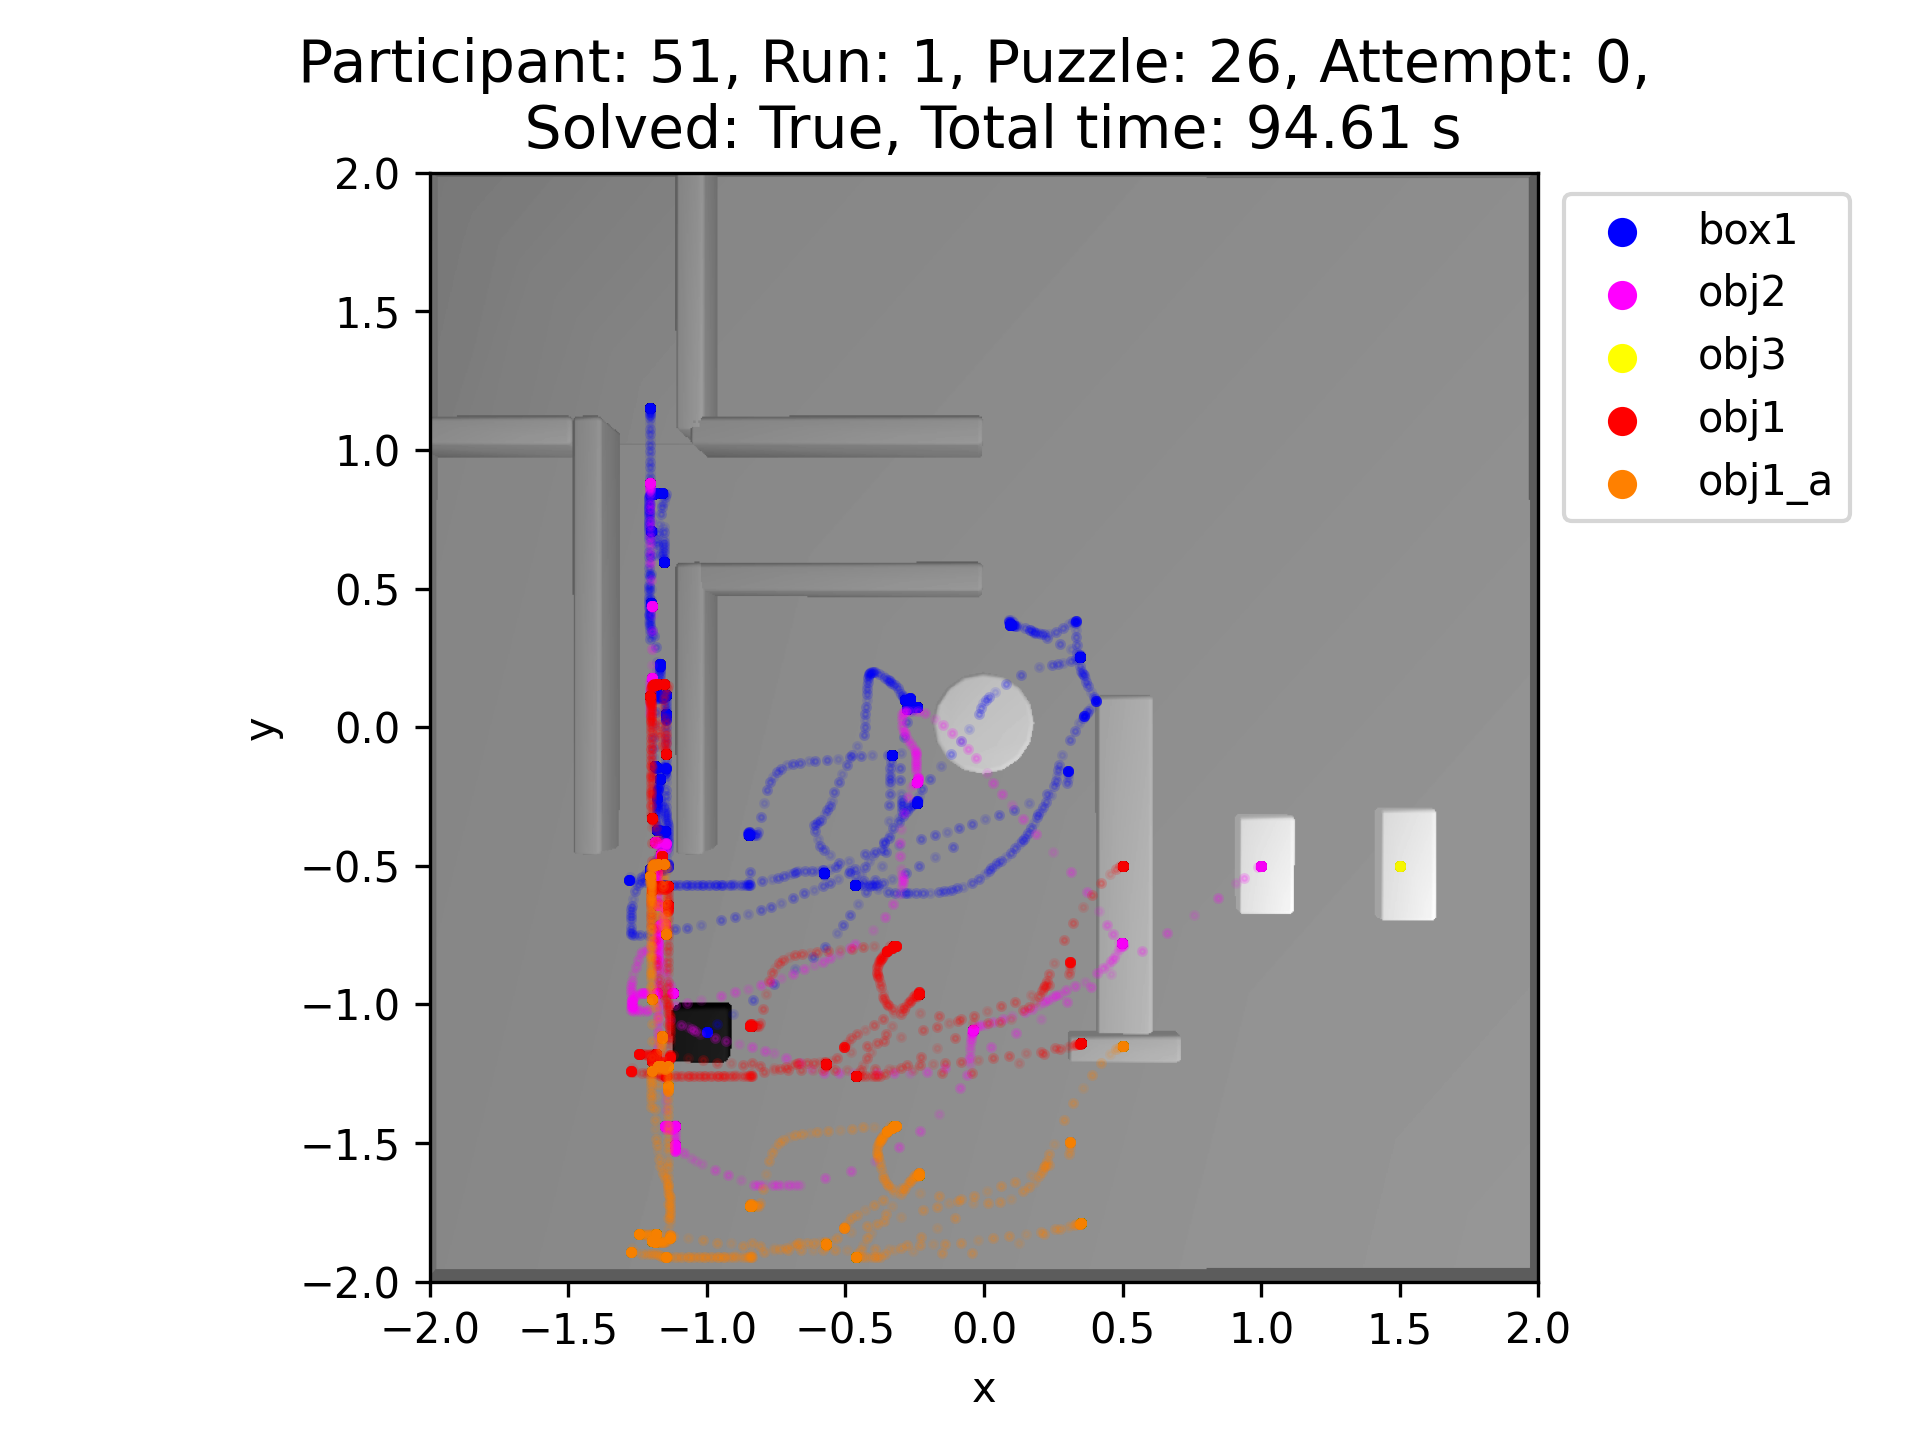 Participant: 51, Run: 1, Puzzle: 26, Attempt: 0,
Solved: True, Total time: 94.61 s
2.0
1.5
1.0
0.5
0.0
−0.5
−1.0
−1.5
−2.0
y
−2.0 −1.5 −1.0 −0.5 0.0 0.5 1.0 1.5 2.0
x
box1
obj2
obj3
obj1
obj1_a